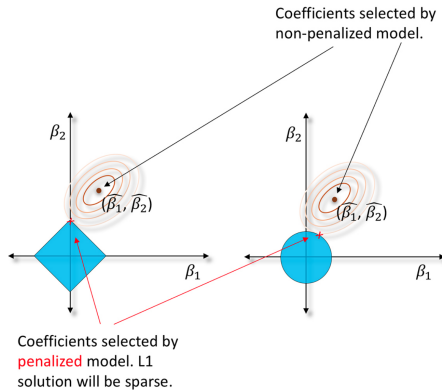 Coefficients selected by
non-penalized model.
β₂
β₂
(β̂₁, β̂₂)
(β̂₁, β̂₂)
β₁
β₁
Coefficients selected by
penalized model. L1
solution will be sparse.